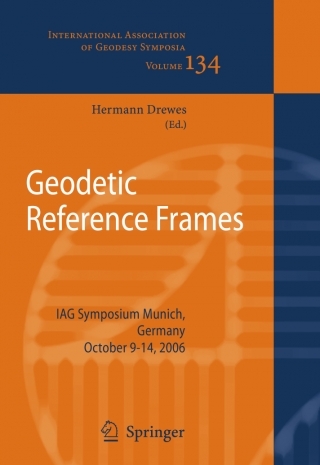 International Association
of Geodesy Symposia
Volume 134
Hermann Drewes
(Ed.)
Geodetic
Reference Frames
IAG Symposium Munich,
Germany
October 9-14, 2006
Springer